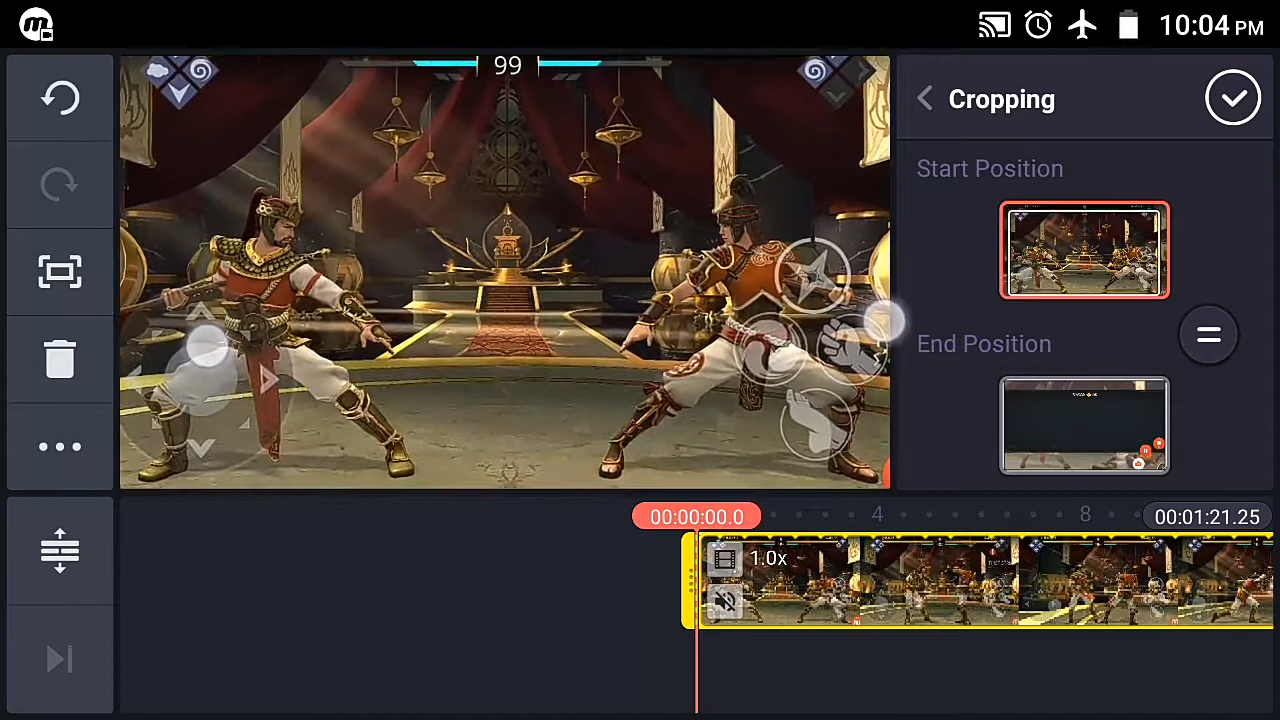 10:04 PM
99
Cropping
Start Position
End Position
00:00:00.0
4
8
00:01:21.25
1.0x